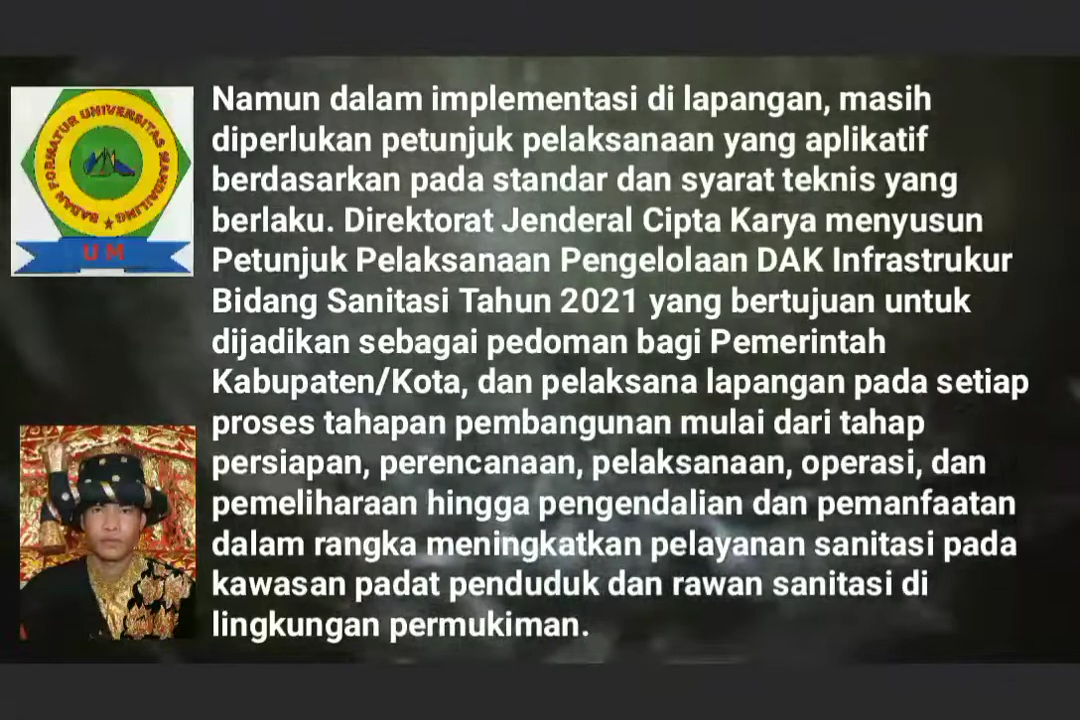 BADAN FORMATUR UNIVERSITAS MANDAILING
UM
Namun dalam implementasi di lapangan, masih
diperlukan petunjuk pelaksanaan yang aplikatif
berdasarkan pada standar dan syarat teknis yang
berlaku. Direktorat Jenderal Cipta Karya menyusun
Petunjuk Pelaksanaan Pengelolaan DAK Infrastrukur
Bidang Sanitasi Tahun 2021 yang bertujuan untuk
dijadikan sebagai pedoman bagi Pemerintah
Kabupaten/Kota, dan pelaksana lapangan pada setiap
proses tahapan pembangunan mulai dari tahap
persiapan, perencanaan, pelaksanaan, operasi, dan
pemeliharaan hingga pengendalian dan pemanfaatan
dalam rangka meningkatkan pelayanan sanitasi pada
kawasan padat penduduk dan rawan sanitasi di
lingkungan permukiman.